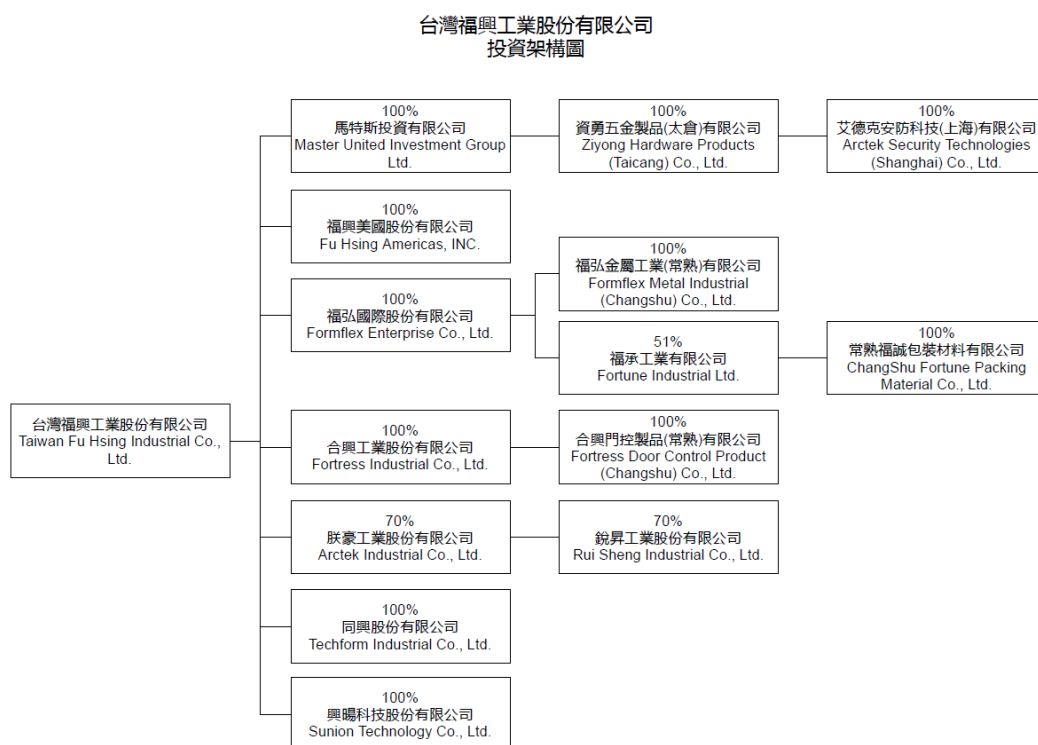 台灣福興工業股份有限公司
投資架構圖
100%
馬特斯投資有限公司
Master United Investment Group
Ltd.
100%
資勇五金製品(太倉)有限公司
Ziyong Hardware Products
(Taicang) Co., Ltd.
100%
艾德克安防科技(上海)有限公司
Arctek Security Technologies
(Shanghai) Co., Ltd.
100%
福興美國股份有限公司
Fu Hsing Americas, INC.
100%
福弘金屬工業(常熟)有限公司
Formflex Metal Industrial
(Changshu) Co., Ltd.
100%
福弘國際股份有限公司
Formflex Enterprise Co., Ltd.
51%
福承工業有限公司
Fortune Industrial Ltd.
100%
常熟福誠包裝材料有限公司
ChangShu Fortune Packing
Material Co., Ltd.
台灣福興工業股份有限公司
Taiwan Fu Hsing Industrial Co.,
Ltd.
100%
合興工業股份有限公司
Fortress Industrial Co., Ltd.
100%
合興門控製品(常熟)有限公司
Fortress Door Control Product
(Changshu) Co., Ltd.
70%
朕豪工業股份有限公司
Arctek Industrial Co., Ltd.
70%
銳昇工業股份有限公司
Rui Sheng Industrial Co., Ltd.
100%
同興股份有限公司
Techform Industrial Co., Ltd.
100%
興暘科技股份有限公司
Sunion Technology Co., Ltd.